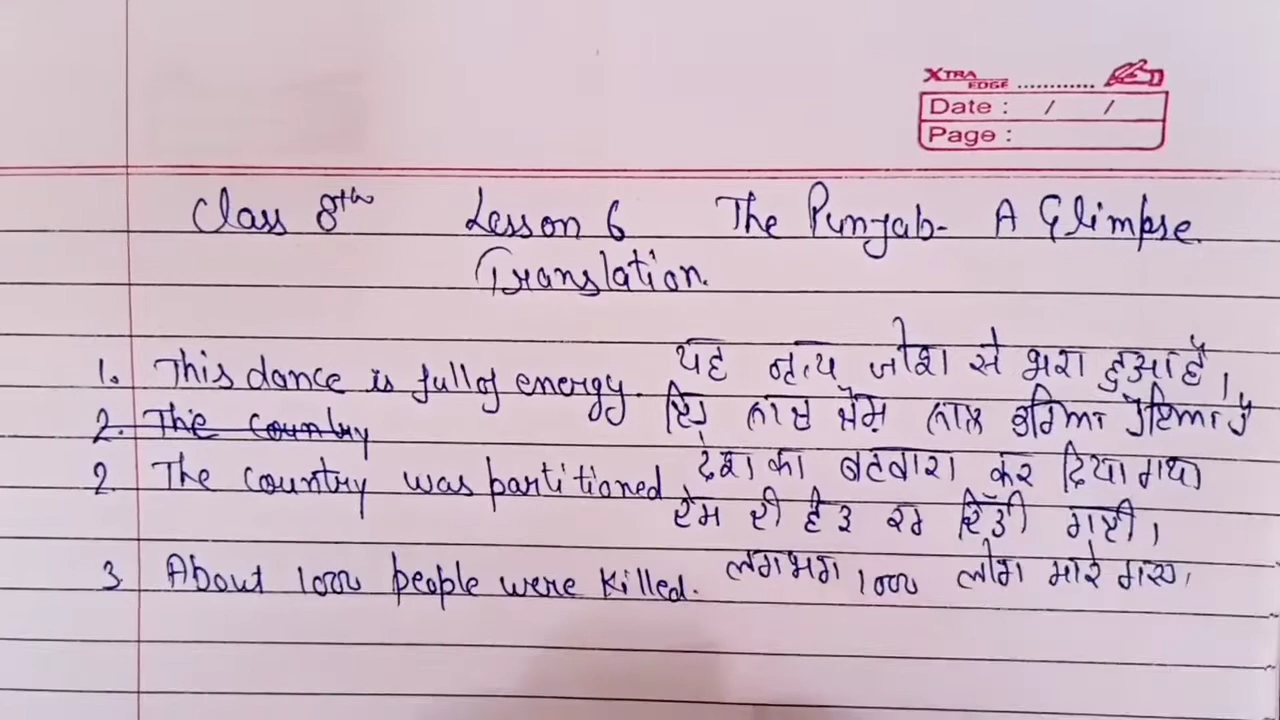 XTRA EDGE ............
Date : / /
Page :
Class 8th Lesson 6 The Punjab- A Glimpse
Translation.
1. This dance is full of energy. यह नृत्य जोश से भरा हुआ है।
ਇਹ ਨਾਚ ਜੋਸ਼ ਨਾਲ ਭਰਿਆ ਹੋਇਆ ਹੈ
2. The country
2 The country was partitioned देश का बटवारा कर दिया गया
ਦੇਸ਼ ਦੀ ਵੰਡ ਕਰ ਦਿੱਤੀ ਗਈ।
3 About 1000 people were killed. लगभग 1000 लोग मारे गए।